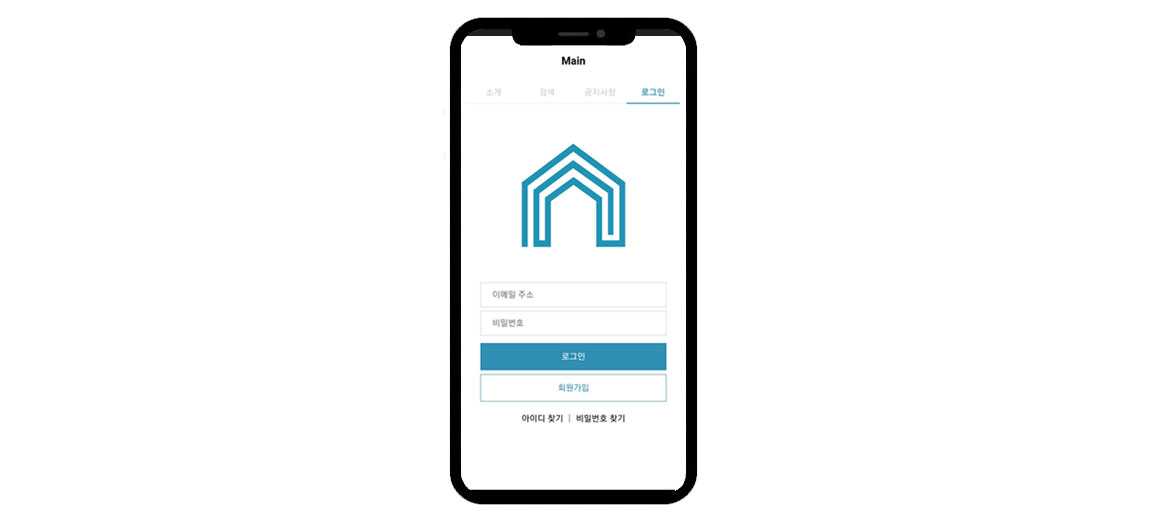 Main
소개 검색 공지사항 로그인
이메일 주소
비밀번호
로그인
회원가입
아이디 찾기 | 비밀번호 찾기